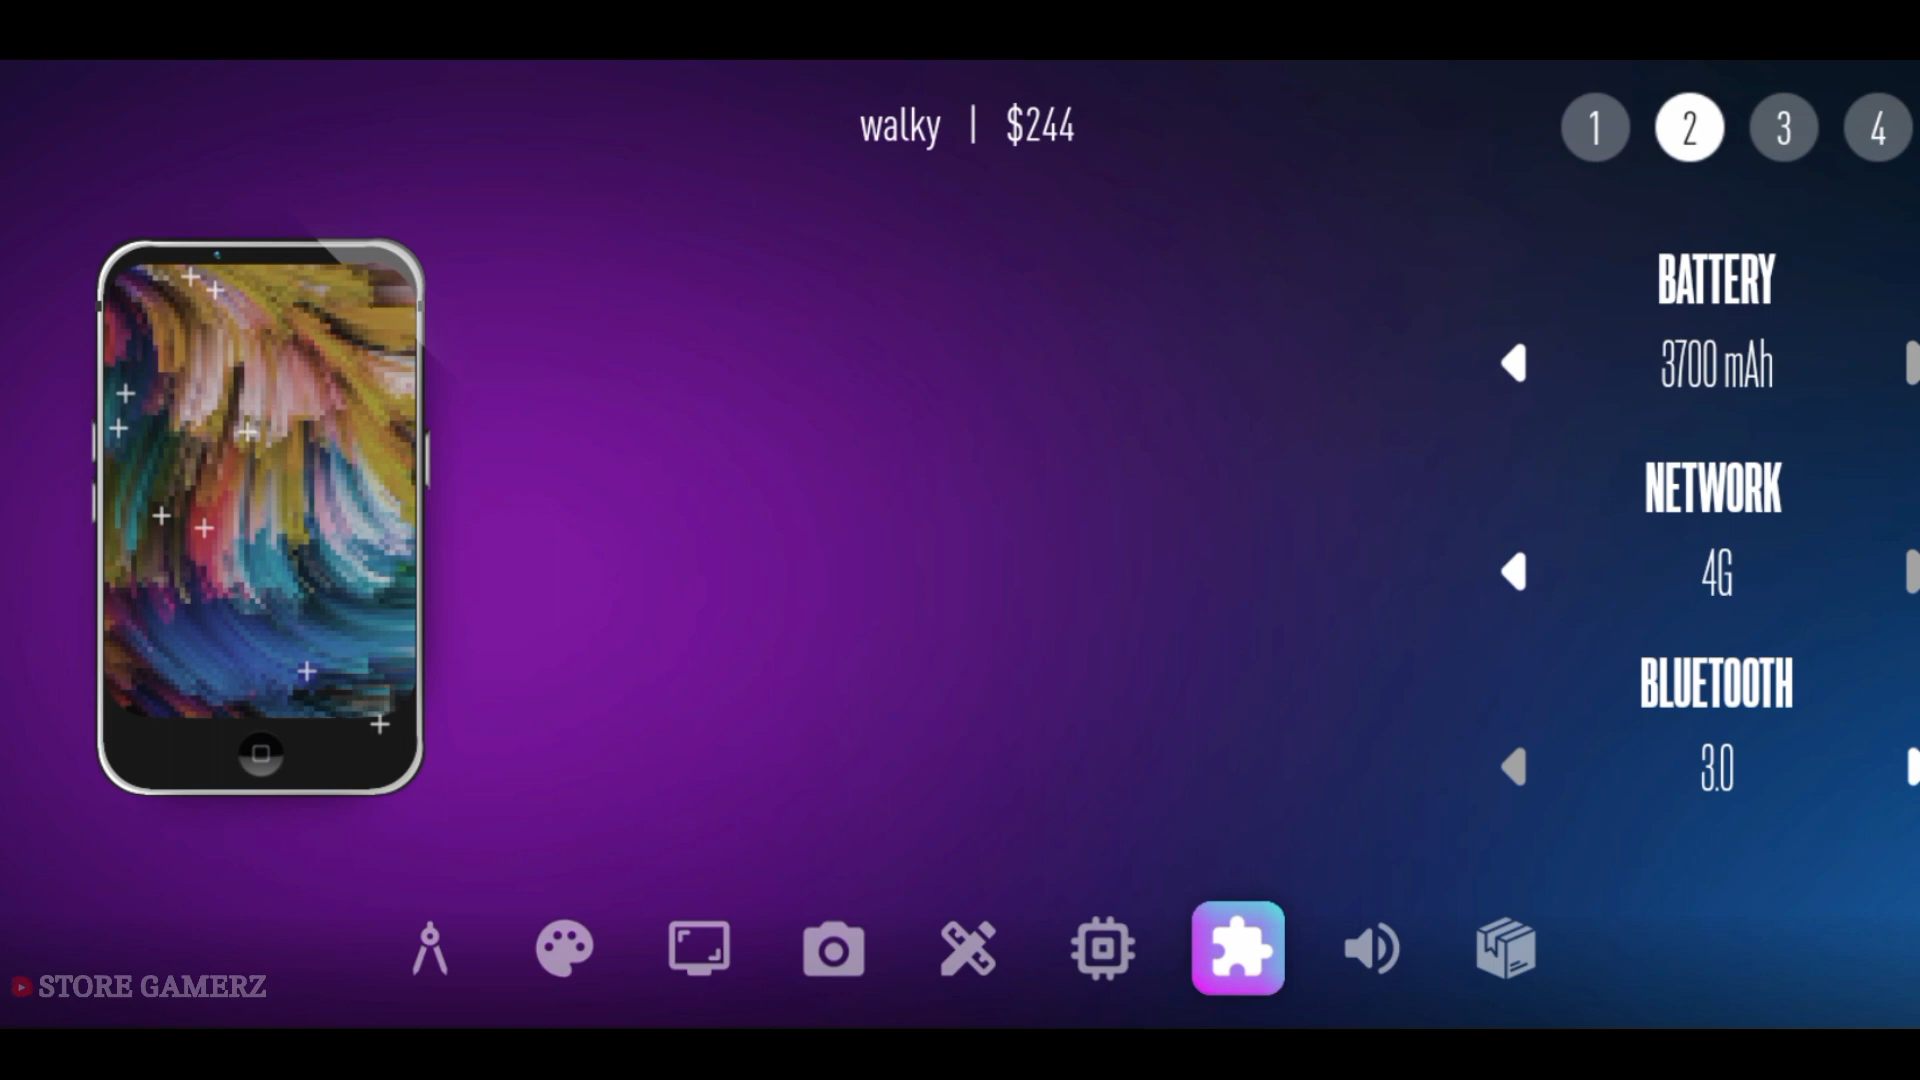 walky | $244
1 2 3 4
BATTERY
3700 mAh
NETWORK
4G
BLUETOOTH
3.0
STORE GAMERZ